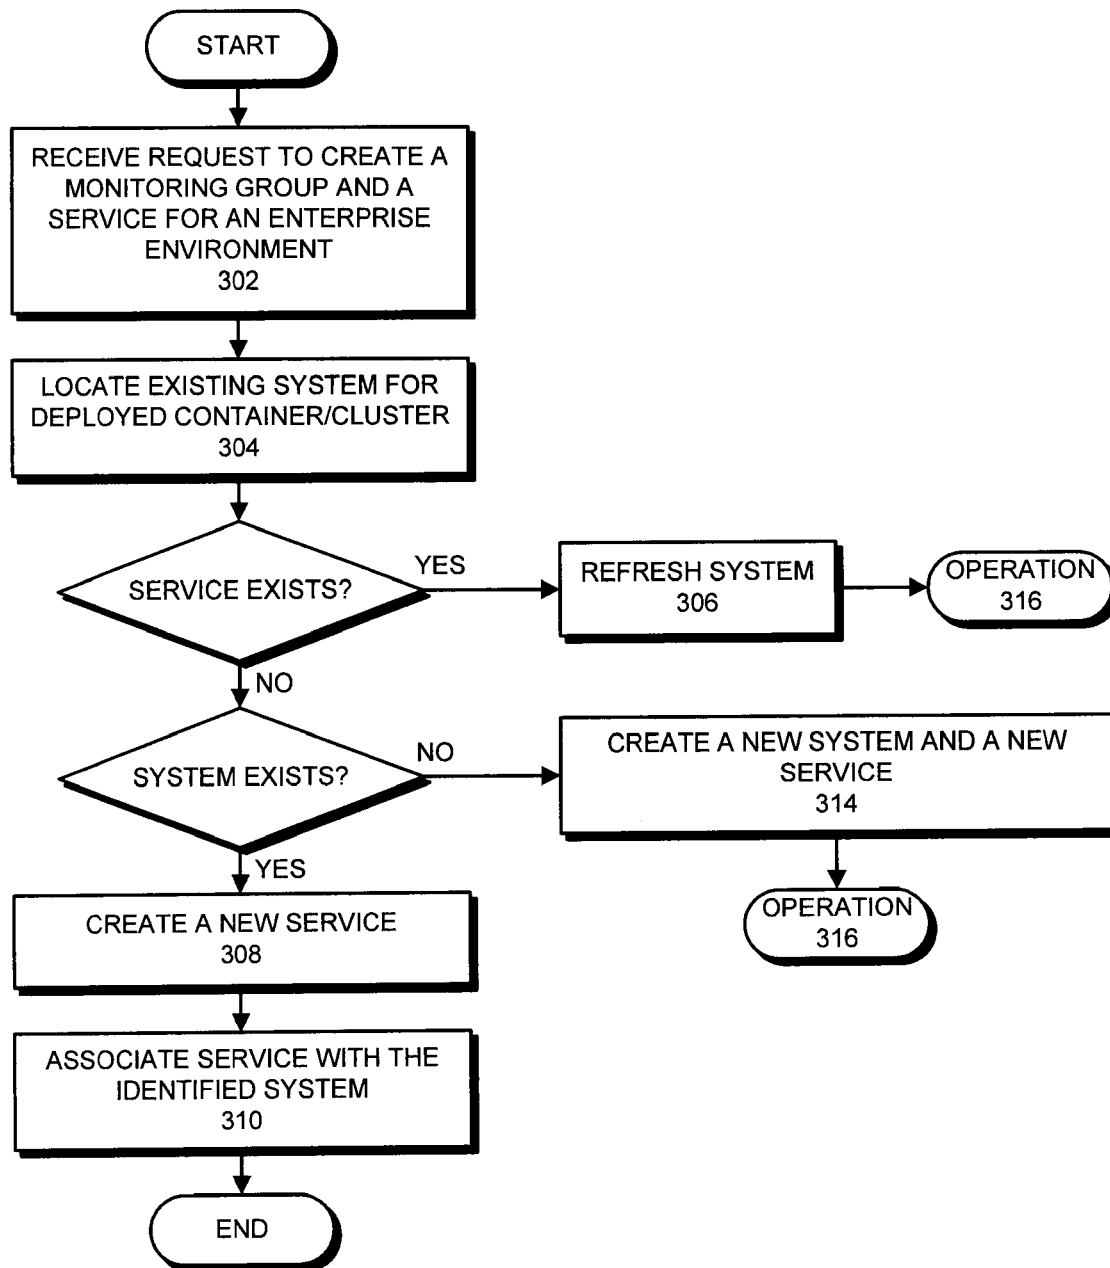 START
RECEIVE REQUEST TO CREATE A
MONITORING GROUP AND A
SERVICE FOR AN ENTERPRISE
ENVIRONMENT
302
LOCATE EXISTING SYSTEM FOR
DEPLOYED CONTAINER/CLUSTER
304
SERVICE EXISTS?
YES
REFRESH SYSTEM
306
OPERATION
316
NO
SYSTEM EXISTS?
NO
CREATE A NEW SYSTEM AND A NEW
SERVICE
314
OPERATION
316
YES
CREATE A NEW SERVICE
308
ASSOCIATE SERVICE WITH THE
IDENTIFIED SYSTEM
310
END